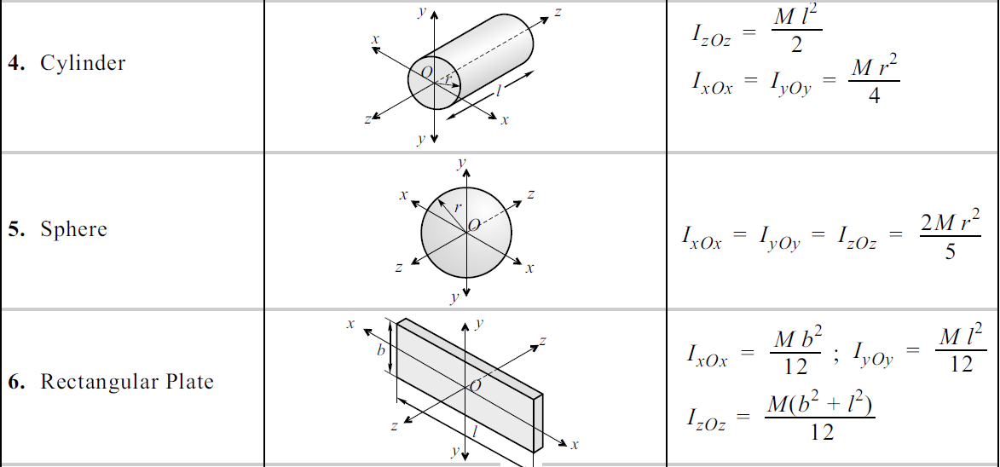 4. Cylinder
y
z
x
O
r
l
z
x
y
I_{zOz} = \frac{M l^2}{2}
I_{xOx} = I_{yOy} = \frac{M r^2}{4}
5. Sphere
y
x
z
r
O
z
x
y
I_{xOx} = I_{yOy} = I_{zOz} = \frac{2M r^2}{5}
6. Rectangular Plate
x
y
z
b
O
z
l
x
y
I_{xOx} = \frac{M b^2}{12} ; I_{yOy} = \frac{M l^2}{12}
I_{zOz} = \frac{M(b^2 + l^2)}{12}